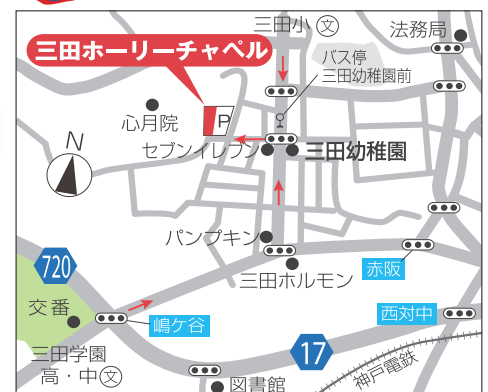 三田小 文
法務局
三田ホーリーチャペル
バス停
三田幼稚園前
P
心月院
セブンイレブン
三田幼稚園
N
パンプキン
三田ホルモン
赤阪
720
交番
嶋ケ谷
西対中
三田学園
高・中 文
17
神戸電鉄
図書館